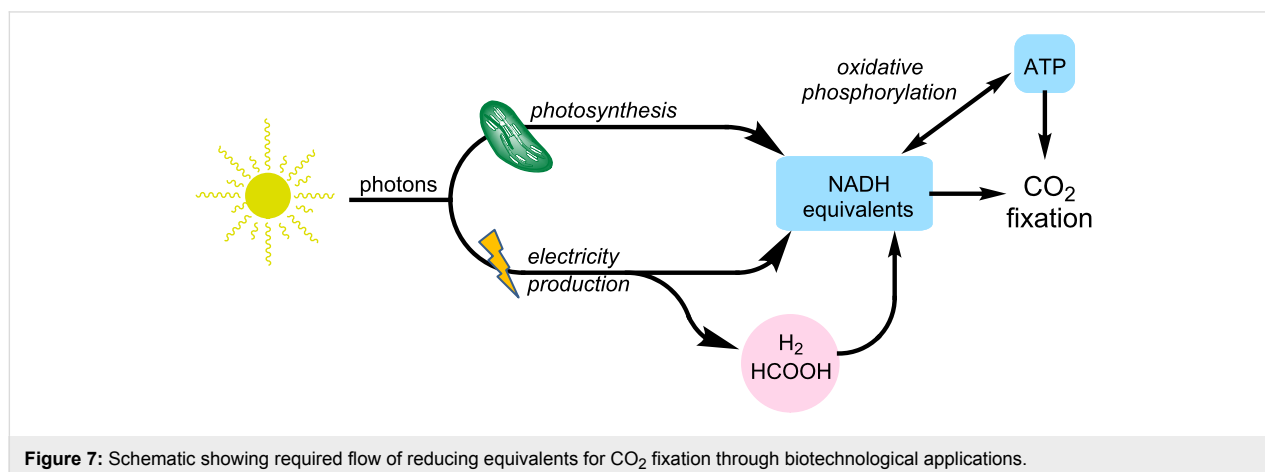 photons
photosynthesis
electricity
production
H2
HCOOH
NADH
equivalents
oxidative
phosphorylation
ATP
CO2
fixation
Figure 7: Schematic showing required flow of reducing equivalents for CO2 fixation through biotechnological applications.